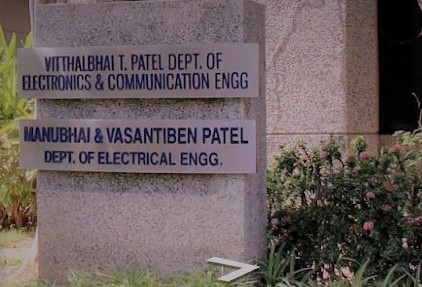 VITTHALBHAI T. PATEL DEPT. OF
ELECTRONICS & COMMUNICATION ENGG
MANUBHAI & VASANTIBEN PATEL
DEPT. OF ELECTRICAL ENGG.